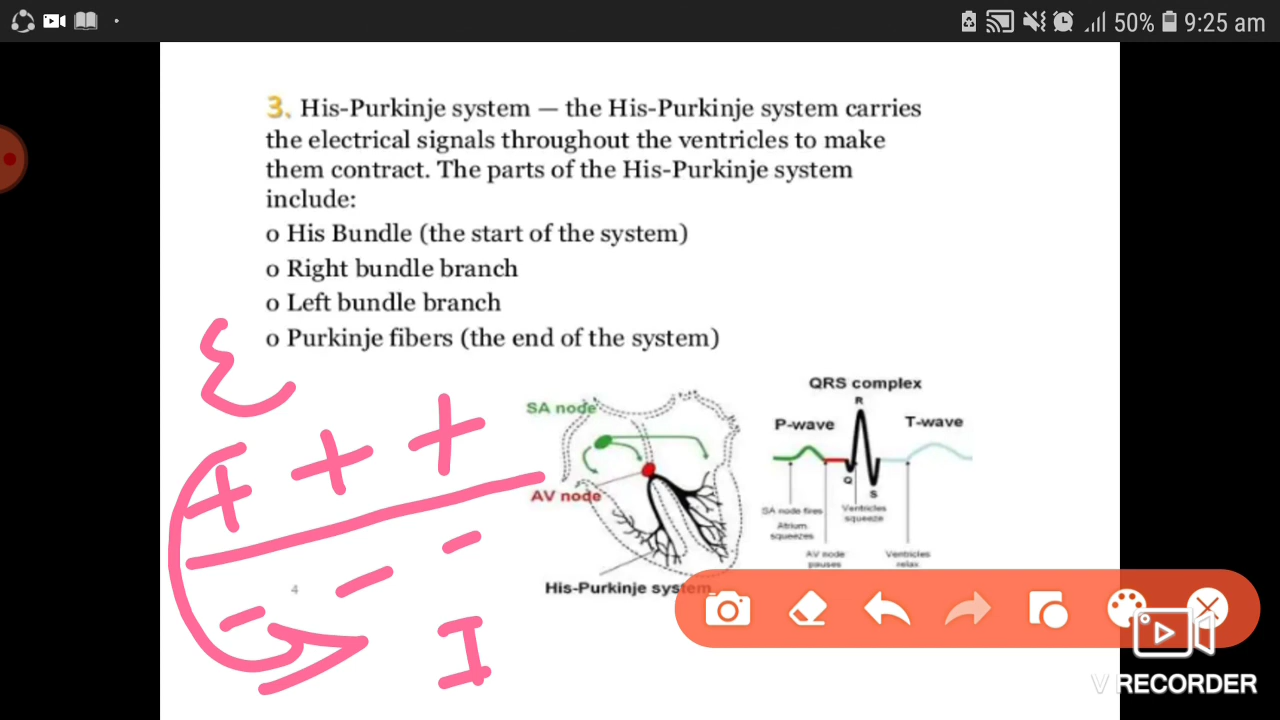 50% 9:25 am
3. His-Purkinje system — the His-Purkinje system carries
the electrical signals throughout the ventricles to make
them contract. The parts of the His-Purkinje system
include:
o His Bundle (the start of the system)
o Right bundle branch
o Left bundle branch
o Purkinje fibers (the end of the system)
E
+ + +
- - -
I
SA node
AV node
His-Purkinje system
QRS complex
R
P-wave
T-wave
Q
S
SA node fires
Atrium
squeezes
AV node
pauses
Ventricles
squeeze
Ventricles
relax
4
V RECORDER